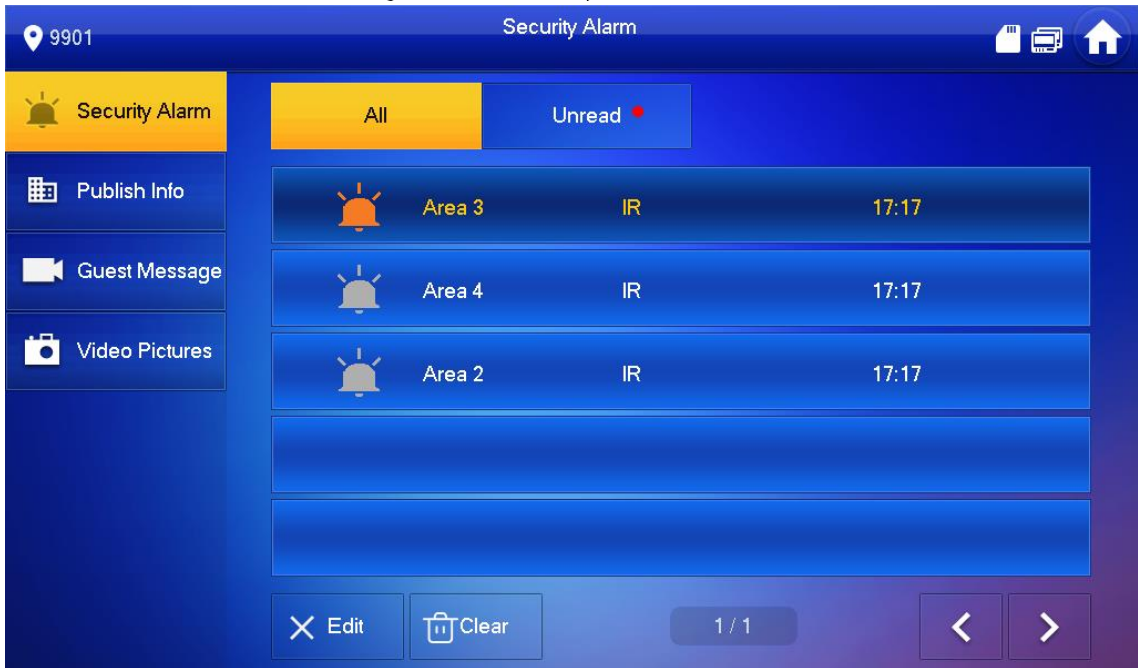 9901
Security Alarm
Security Alarm
Publish Info
Guest Message
Video Pictures
All
Unread
Area 3 IR 17:17
Area 4 IR 17:17
Area 2 IR 17:17
Edit
Clear
1 / 1